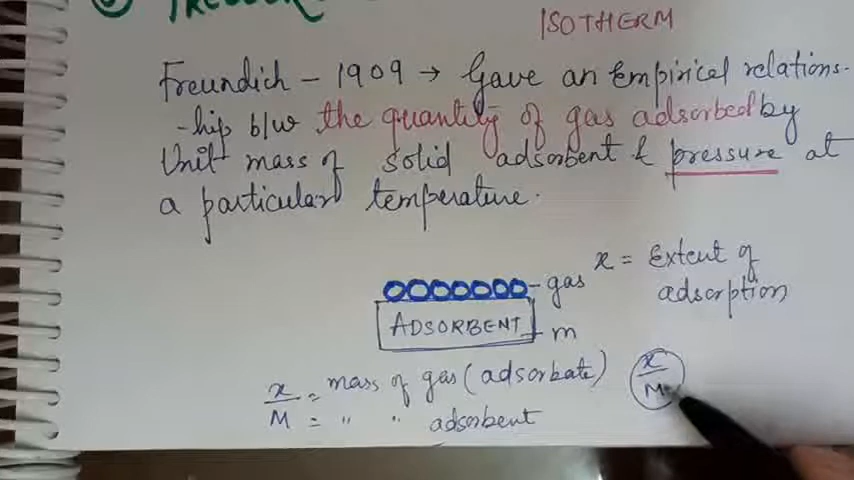 ISOTHERM
Freundich - 1909 → Gave an Empirical relations-
-hip b/w the quantity of gas adsorbed by
Unit mass of solid adsorbent & pressure at
a particular temperature.
x = Extent of
adsorption
gas
ADSORBENT m
x/M = mass of gas (adsorbate)
= " " adsorbent
x/M